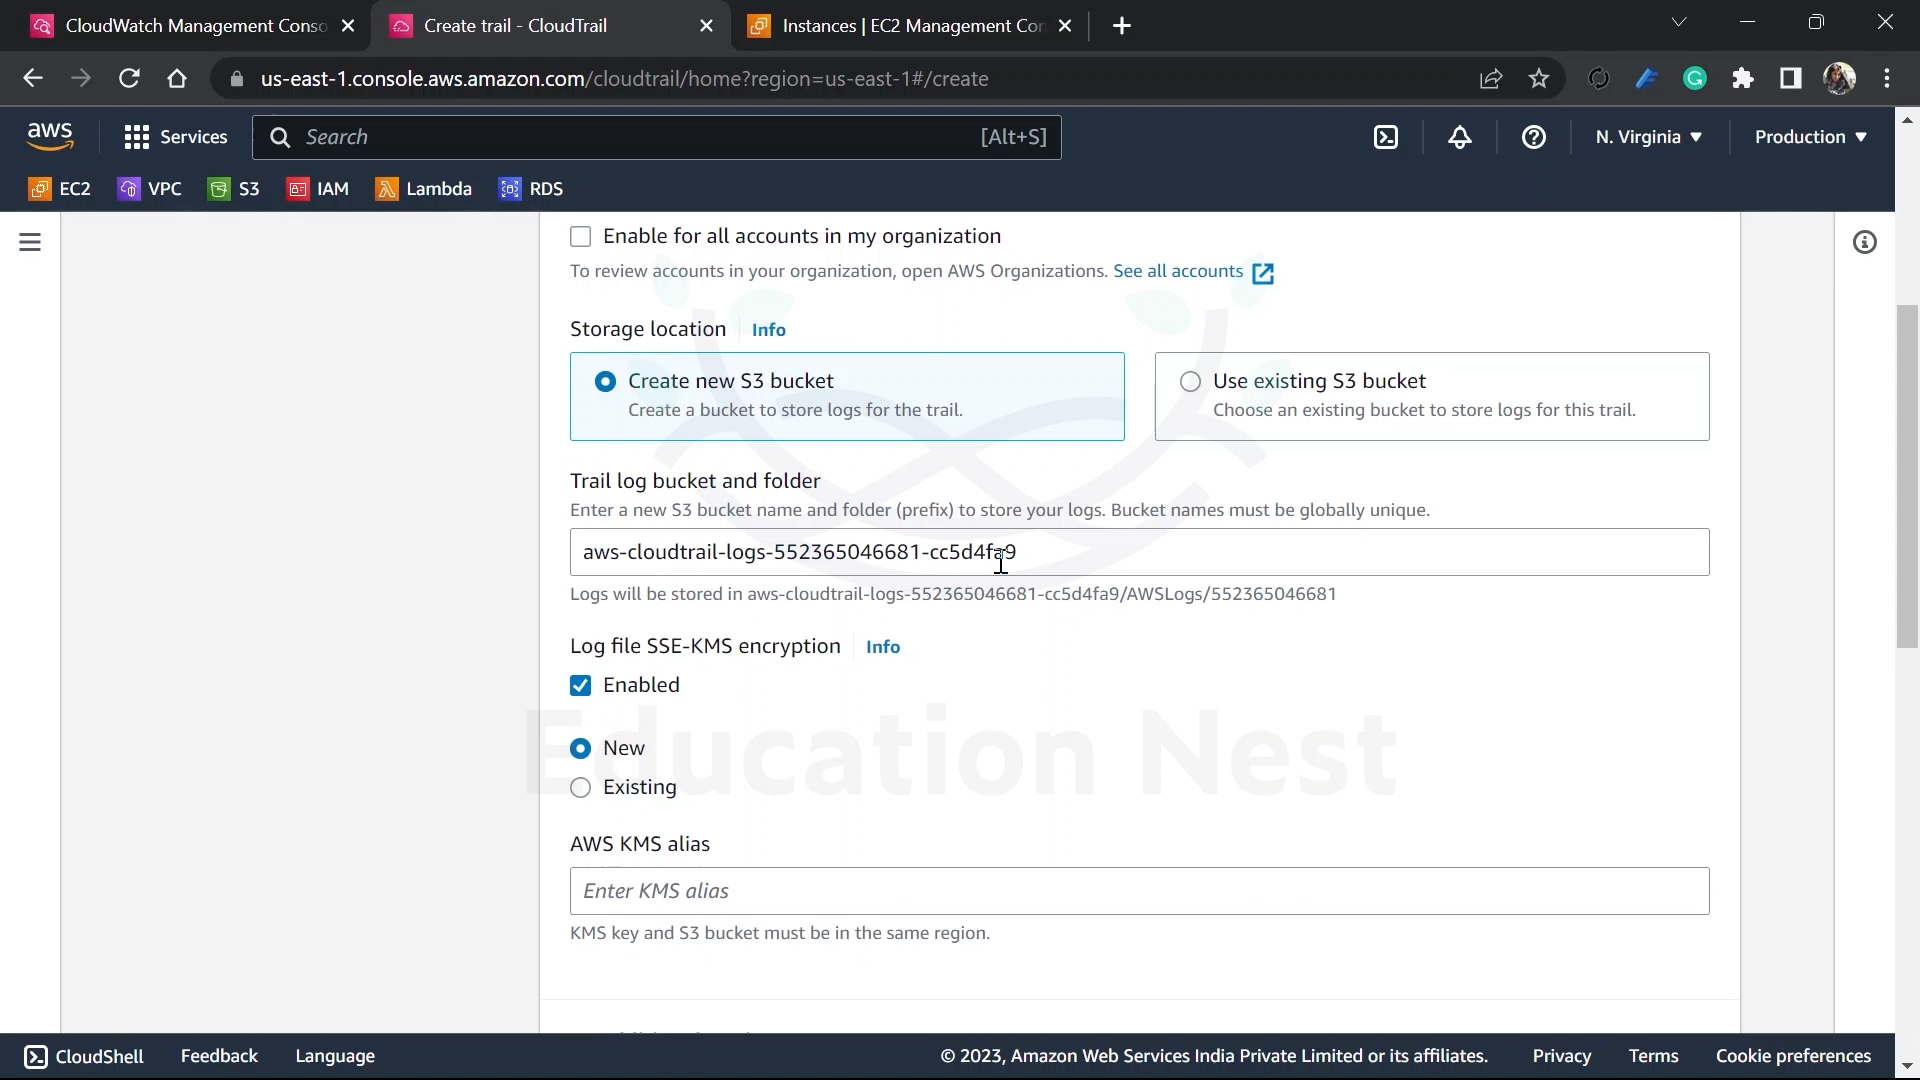 CloudWatch Management Conso
Create trail - CloudTrail
Instances | EC2 Management Con
us-east-1.console.aws.amazon.com/cloudtrail/home?region=us-east-1#/create
aws
Services
Search
[Alt+S]
N. Virginia
Production
EC2
VPC
S3
IAM
Lambda
RDS
Enable for all accounts in my organization
To review accounts in your organization, open AWS Organizations. See all accounts
Storage location
Info
Create new S3 bucket
Create a bucket to store logs for the trail.
Use existing S3 bucket
Choose an existing bucket to store logs for this trail.
Trail log bucket and folder
Enter a new S3 bucket name and folder (prefix) to store your logs. Bucket names must be globally unique.
aws-cloudtrail-logs-552365046681-cc5d4fa9
Logs will be stored in aws-cloudtrail-logs-552365046681-cc5d4fa9/AWSLogs/552365046681
Log file SSE-KMS encryption
Info
Enabled
Education Nest
New
Existing
AWS KMS alias
Enter KMS alias
KMS key and S3 bucket must be in the same region.
CloudShell
Feedback
Language
© 2023, Amazon Web Services India Private Limited or its affiliates.
Privacy
Terms
Cookie preferences